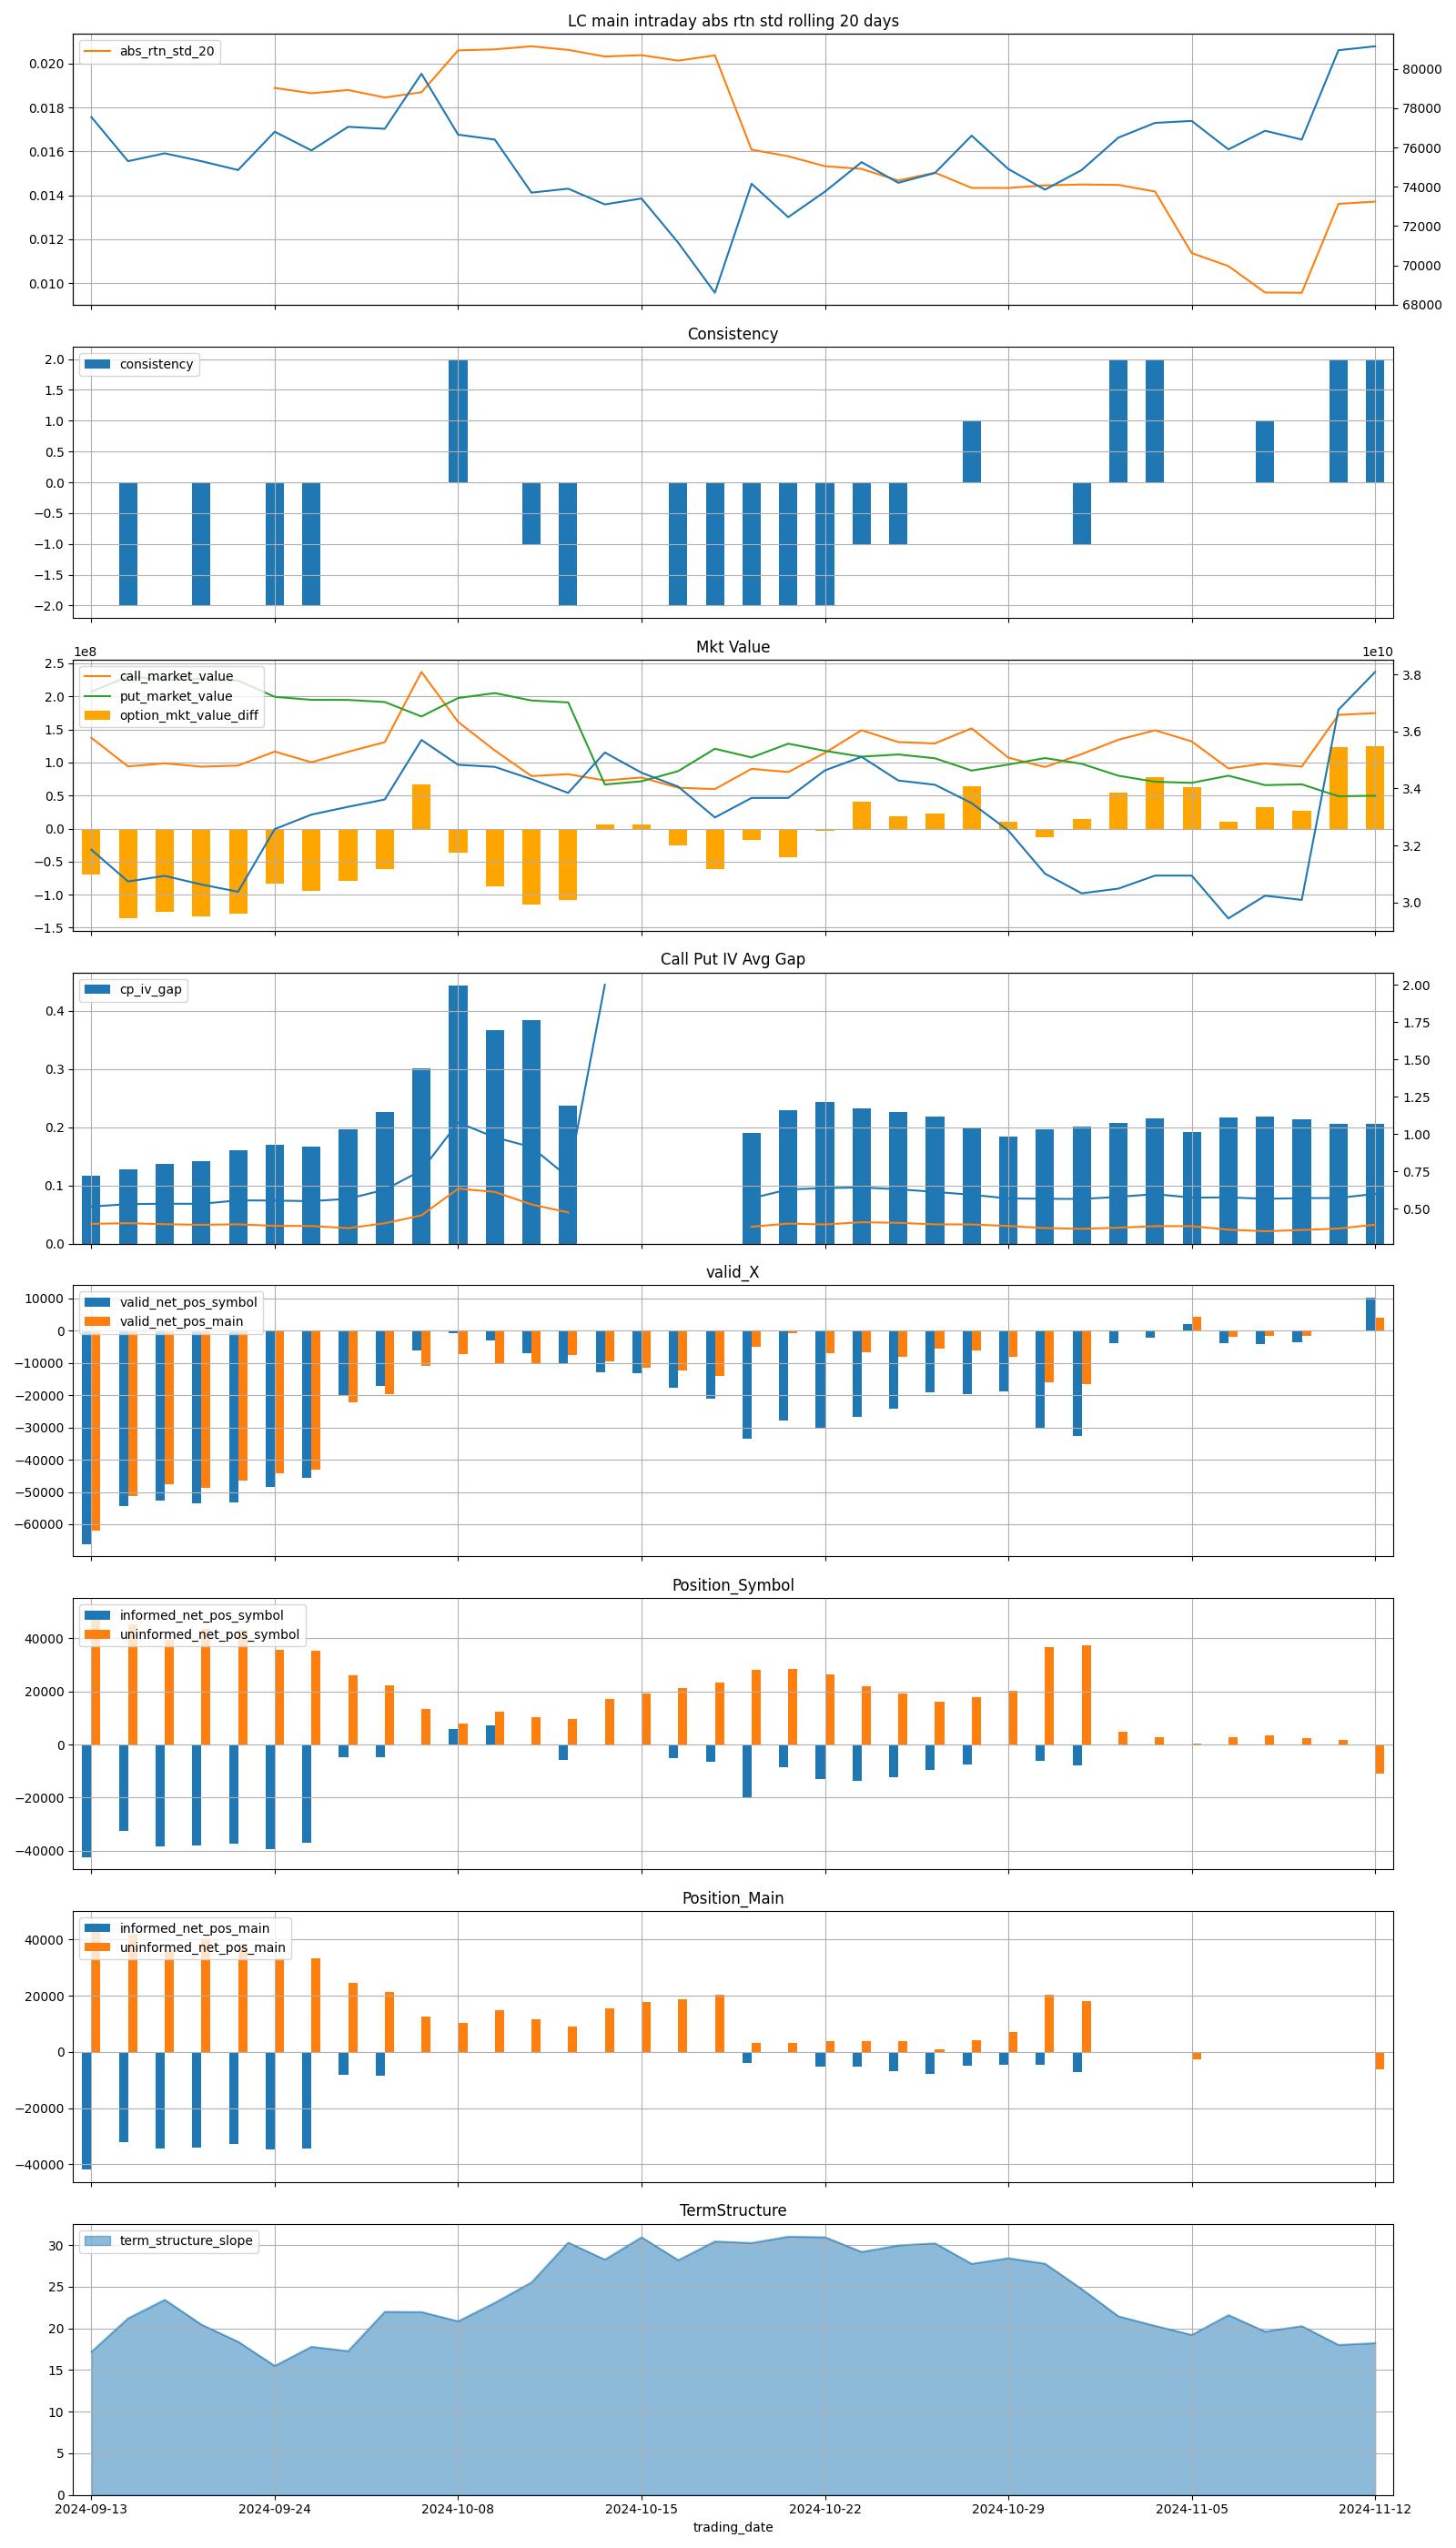 LC main intraday abs rtn std rolling 20 days
abs_rtn_std_20
0.020
0.018
0.016
0.014
0.012
0.010
80000
78000
76000
74000
72000
70000
68000
Consistency
consistency
2.0
1.5
1.0
0.5
0.0
−0.5
−1.0
−1.5
−2.0
Mkt Value
1e8
1e10
call_market_value
put_market_value
option_mkt_value_diff
2.5
2.0
1.5
1.0
0.5
0.0
−0.5
−1.0
−1.5
3.8
3.6
3.4
3.2
3.0
Call Put IV Avg Gap
cp_iv_gap
0.4
0.3
0.2
0.1
0.0
2.00
1.75
1.50
1.25
1.00
0.75
0.50
valid_X
valid_net_pos_symbol
valid_net_pos_main
10000
0
−10000
−20000
−30000
−40000
−50000
−60000
Position_Symbol
informed_net_pos_symbol
uninformed_net_pos_symbol
40000
20000
0
−20000
−40000
Position_Main
informed_net_pos_main
uninformed_net_pos_main
40000
20000
0
−20000
−40000
TermStructure
term_structure_slope
30
25
20
15
10
5
0
2024-09-13 2024-09-24 2024-10-08 2024-10-15 2024-10-22 2024-10-29 2024-11-05 2024-11-12
trading_date